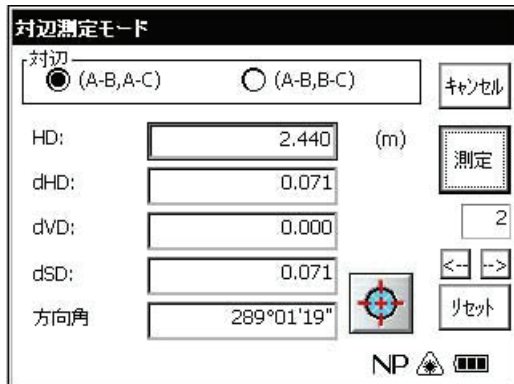 対辺測定モード
対辺
(A-B,A-C) (A-B,B-C)
キャンセル
HD: 2.440 (m)
測定
dHD: 0.071
dVD: 0.000
2
dSD: 0.071
<-- -->
方向角 289°01'19"
リセット
NP